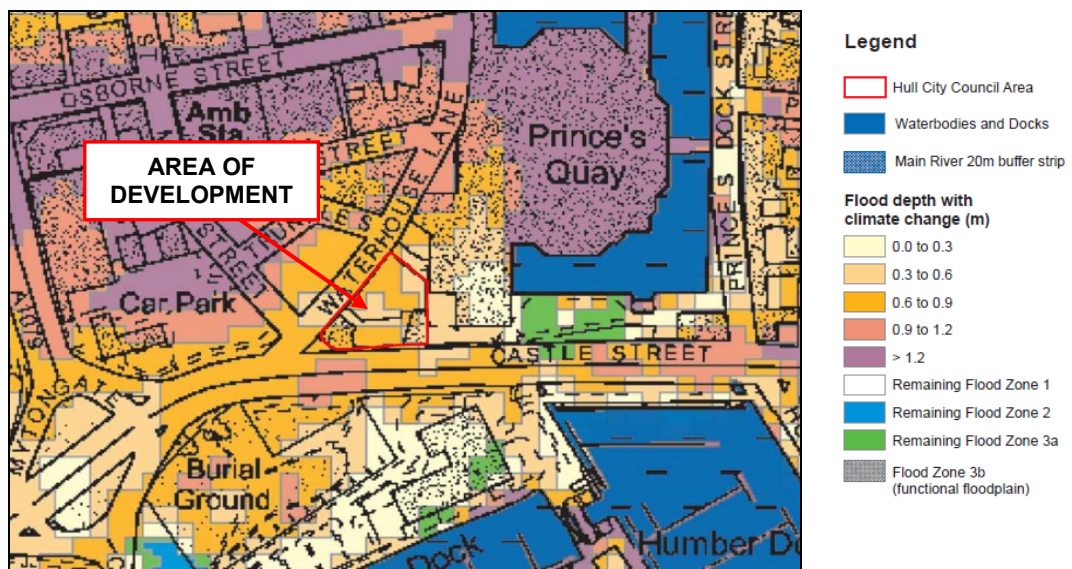 OSBORNE STREET
Amb
Sta
STREET
AREA OF
DEVELOPMENT
WATERHOUSE LANE
STREET
Car Park
Prince's
Quay
PRINCE'S DOCK STRE
CASTLE STREET
MYTONGATE
Burial
Ground
Dock
Humber Do
Legend
Hull City Council Area
Waterbodies and Docks
Main River 20m buffer strip
Flood depth with
climate change (m)
0.0 to 0.3
0.3 to 0.6
0.6 to 0.9
0.9 to 1.2
> 1.2
Remaining Flood Zone 1
Remaining Flood Zone 2
Remaining Flood Zone 3a
Flood Zone 3b
(functional floodplain)